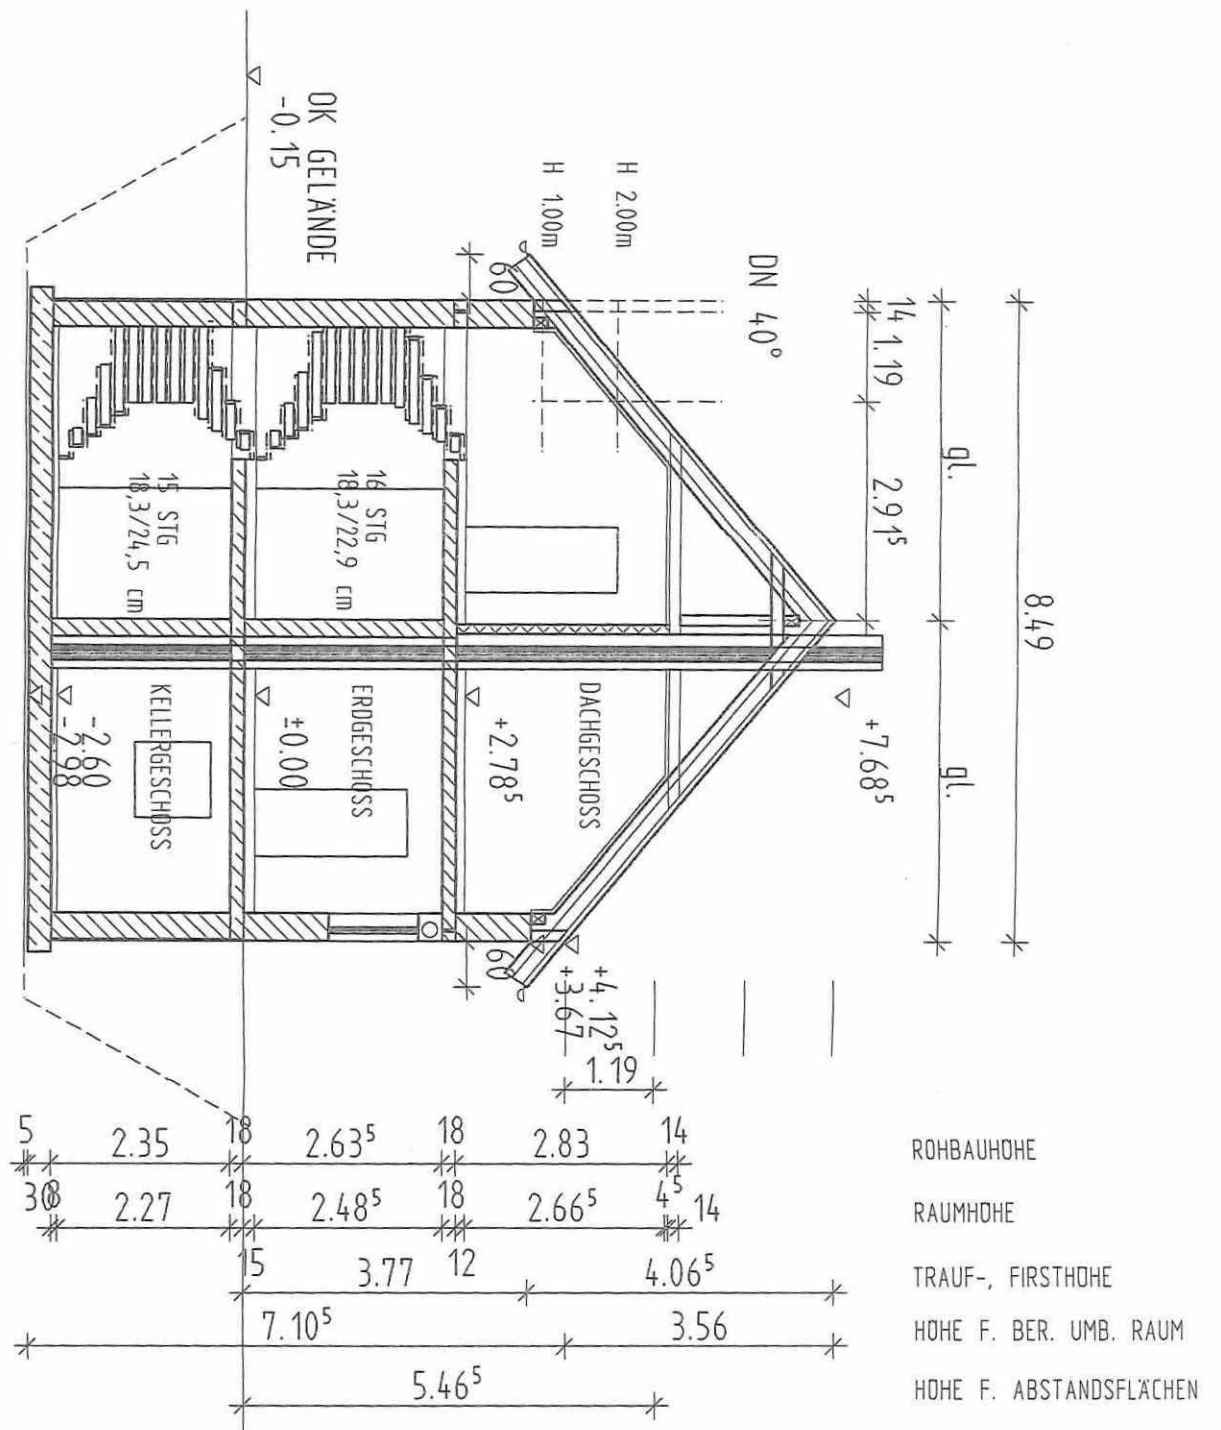 OK GELÄNDE
-0.15
H 1.00m
H 2.00m
DN 40°
60
14
1.19
2.91⁵
gl.
gl.
8.49
15 STG
18,3/24,5 cm
16 STG
18,3/22,9 cm
KELLERGESCHOSS
-2.60
-2.98
ERDGESCHOSS
±0.00
DACHGESCHOSS
+2.78⁵
+7.68⁵
60
+4.12⁵
+3.67
1.19
5 2.35 18 2.63⁵ 18 2.83 14 ROHBAUHÖHE
30 8 2.27 18 2.48⁵ 18 2.66⁵ 4⁵ 14 RAUMHÖHE
15 12
3.77 4.06⁵ TRAUF-, FIRSTHÖHE
7.10⁵ 3.56 HÖHE F. BER. UMB. RAUM
5.46⁵ HÖHE F. ABSTANDSFLÄCHEN